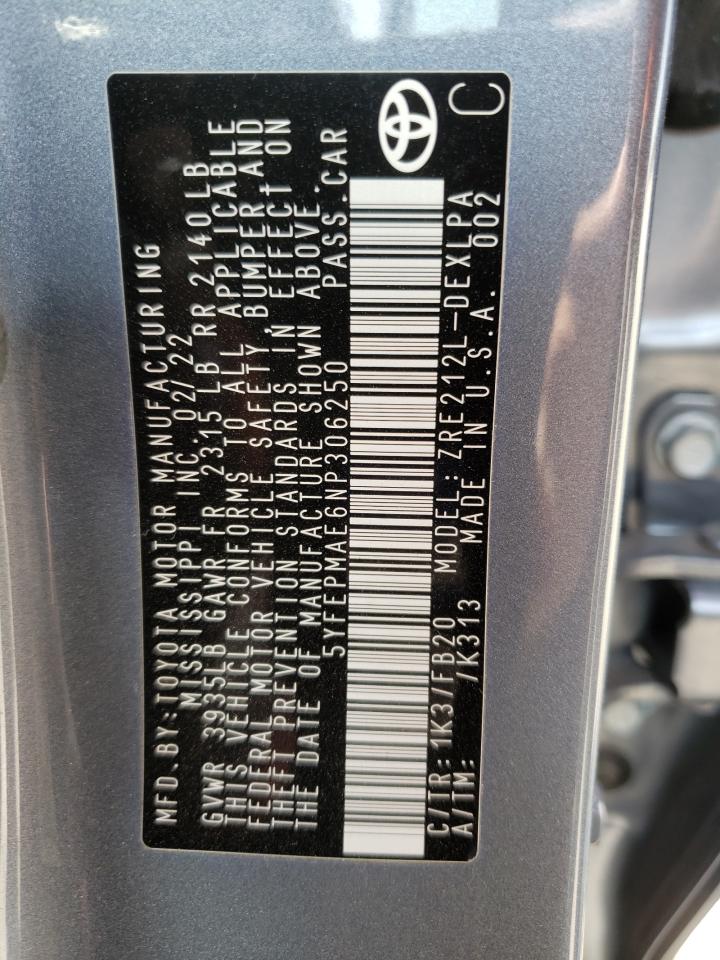 MFD.BY:TOYOTA MOTOR MANUFACTURING
MISSISSIPPI INC. 02/22
GVWR 3935LB GAWR FR 2315 LB RR 2140LB
THIS VEHICLE CONFORMS TO ALL APPLICABLE
FEDERAL MOTOR VEHICLE SAFETY, BUMPER AND
THEFT PREVENTION STANDARDS IN EFFECT ON
THE DATE OF MANUFACTURE SHOWN ABOVE.
5YFEPMAE6NP306250 PASS.CAR
C/TR: 1K3/FB20 MODEL: ZRE212L-DEXLPA
A/TM: /K313 MADE IN U.S.A. 002
C